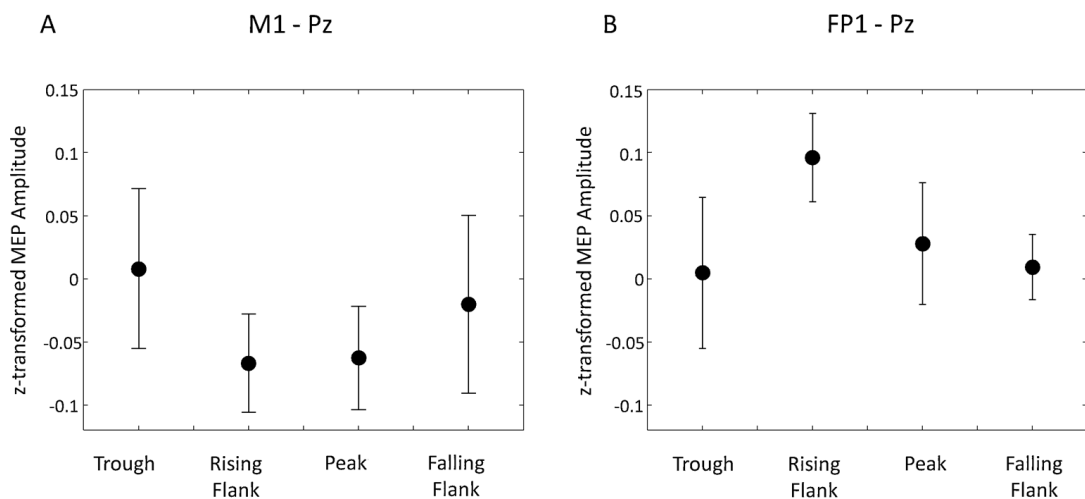 A
M1 - Pz
z-transformed MEP Amplitude
0.15
0.1
0.05
0
-0.05
-0.1
Trough
Rising
Flank
Peak
Falling
Flank
B
FP1 - Pz
z-transformed MEP Amplitude
0.15
0.1
0.05
0
-0.05
-0.1
Trough
Rising
Flank
Peak
Falling
Flank